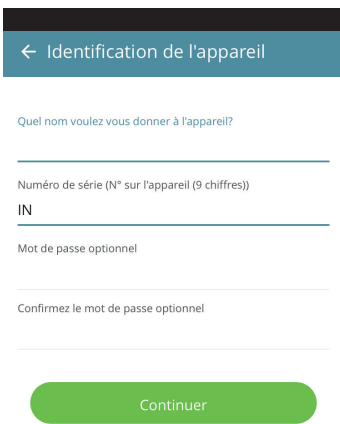 Identification de l'appareil
Quel nom voulez vous donner à l'appareil?
Numéro de série (N° sur l'appareil (9 chiffres))
IN
Mot de passe optionnel
Confirmez le mot de passe optionnel
Continuer